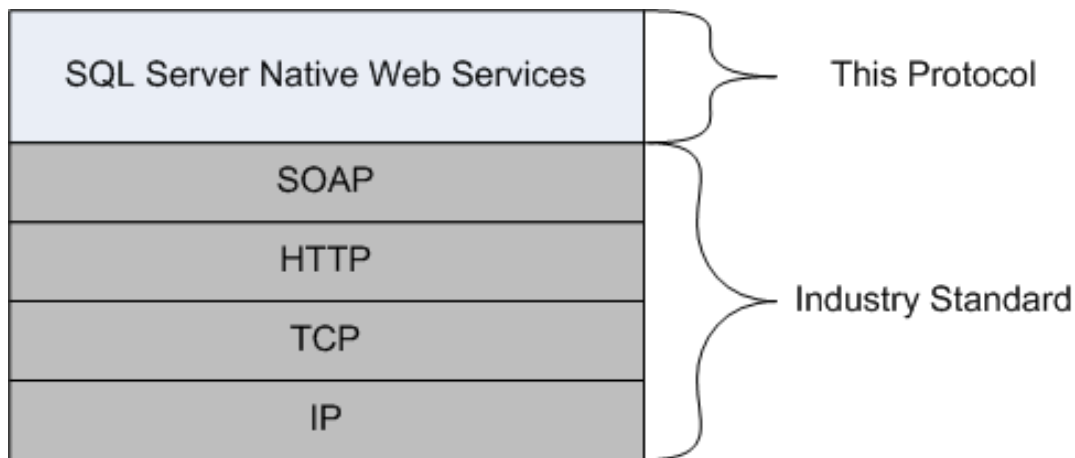 SQL Server Native Web Services
This Protocol
SOAP
HTTP
Industry Standard
TCP
IP